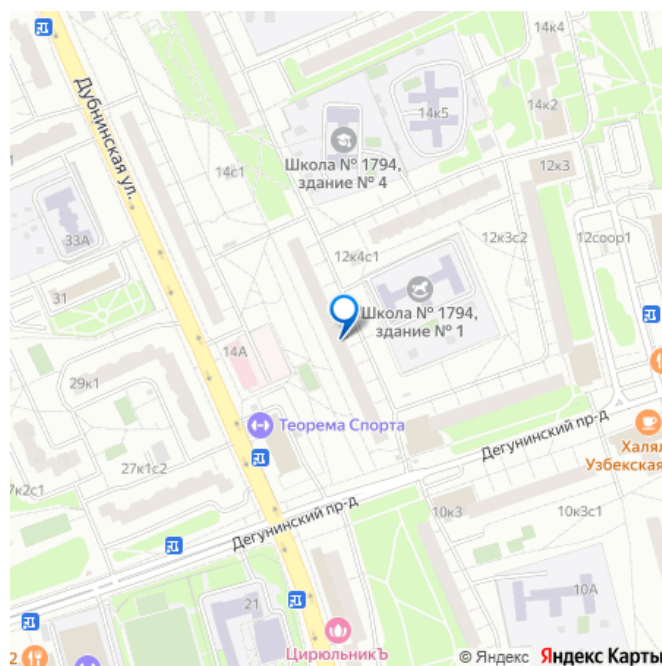 14к4
Дубнинская ул.
14к5
14к2
Школа № 1794,
здание № 4
14с1
12к3
33А
12к3с2
12соор1
12к4с1
31
Школа № 1794,
здание № 1
14А
29к1
Теорема Спорта
Халял
Узбекская
Дегунинский пр-д
27к1с2
7к2с1
10к3
10к3с1
Дегунинский пр-д
10А
21
ЦирюльникЪ
2
© Яндекс Яндекс Карты